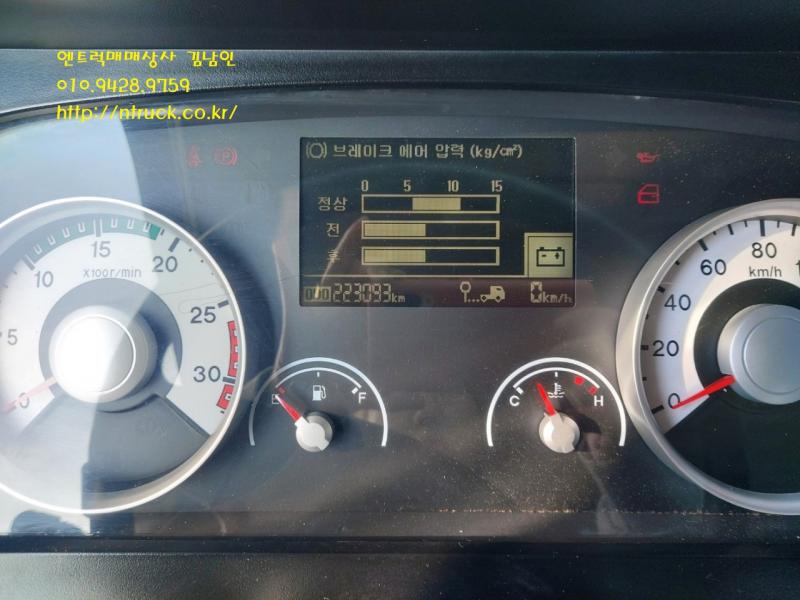 엔트럭매매상사 김남인
010.9428.9759
http://ntruck.co.kr/
브레이크 에어 압력 (kg/cm²)
0 5 10 15
정상
전
후
223093km
0km/h
0 5 10 15 20 25 30
X100r/min
E F
C H
0 20 40 60 80
km/h